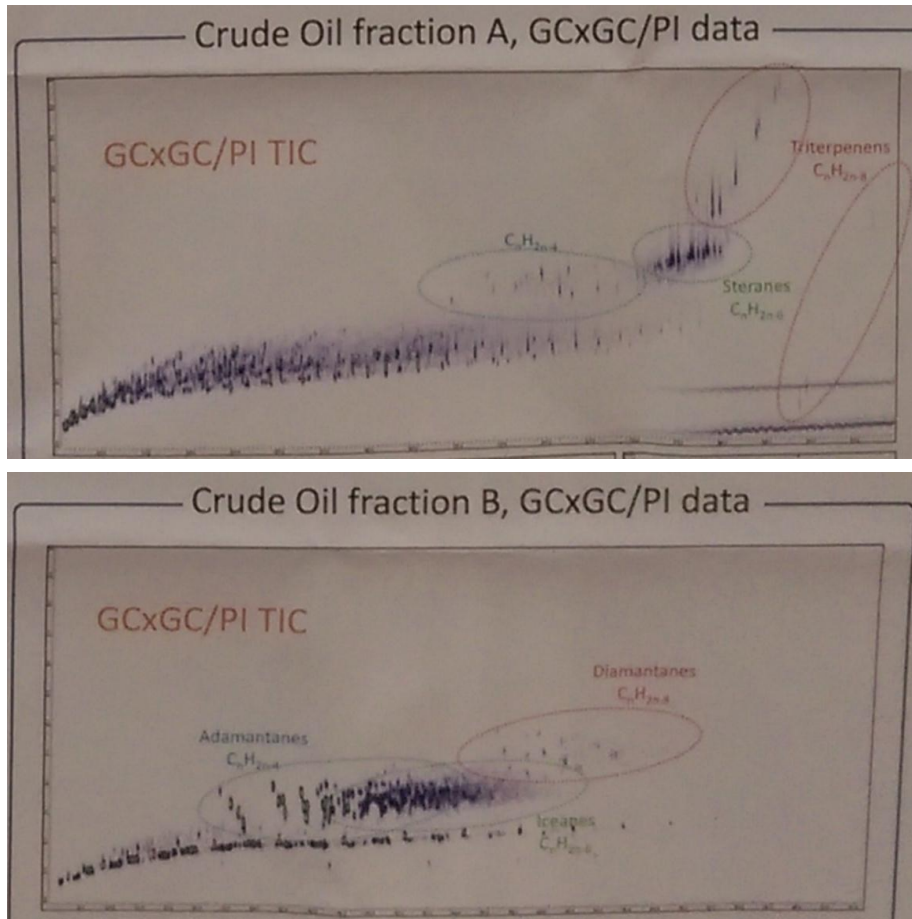 Crude Oil fraction A, GCxGC/PI data
GCxGC/PI TIC
Triterpenens
CnH2n-8
CnH2n-4
Steranes
CnH2n-6
Crude Oil fraction B, GCxGC/PI data
GCxGC/PI TIC
Diamantanes
CnH2n-8
Adamantanes
CnH2n-4
Iceanes
CnH2n-6